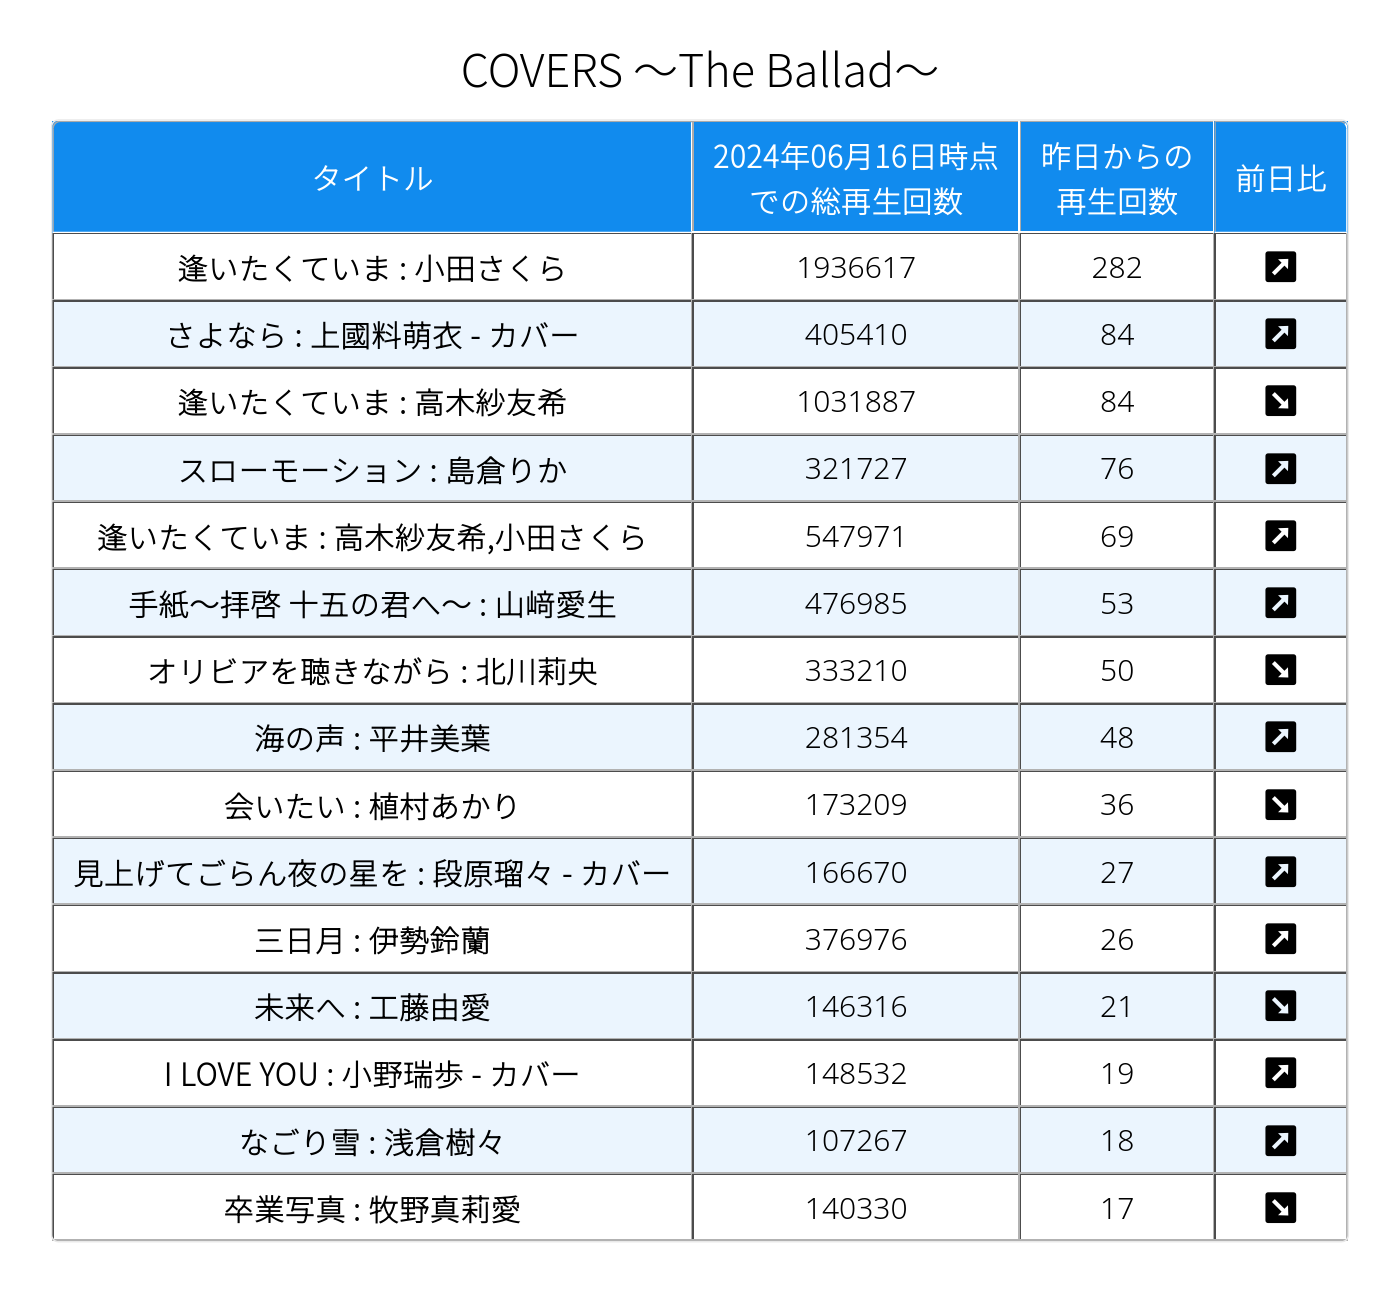 COVERS ～The Ballad～
タイトル
2024年06月16日時点
での総再生回数
昨日からの
再生回数
前日比
逢いたくていま : 小田さくら 1936617 282 ↗
さよなら : 上國料萌衣 - カバー 405410 84 ↗
逢いたくていま : 高木紗友希 1031887 84 ↘
スローモーション : 島倉りか 321727 76 ↗
逢いたくていま : 高木紗友希,小田さくら 547971 69 ↗
手紙～拝啓 十五の君へ～ : 山﨑愛生 476985 53 ↗
オリビアを聴きながら : 北川莉央 333210 50 ↘
海の声 : 平井美葉 281354 48 ↗
会いたい : 植村あかり 173209 36 ↘
見上げてごらん夜の星を : 段原瑠々 - カバー 166670 27 ↗
三日月 : 伊勢鈴蘭 376976 26 ↗
未来へ : 工藤由愛 146316 21 ↘
I LOVE YOU : 小野瑞歩 - カバー 148532 19 ↗
なごり雪 : 浅倉樹々 107267 18 ↗
卒業写真 : 牧野真莉愛 140330 17 ↘